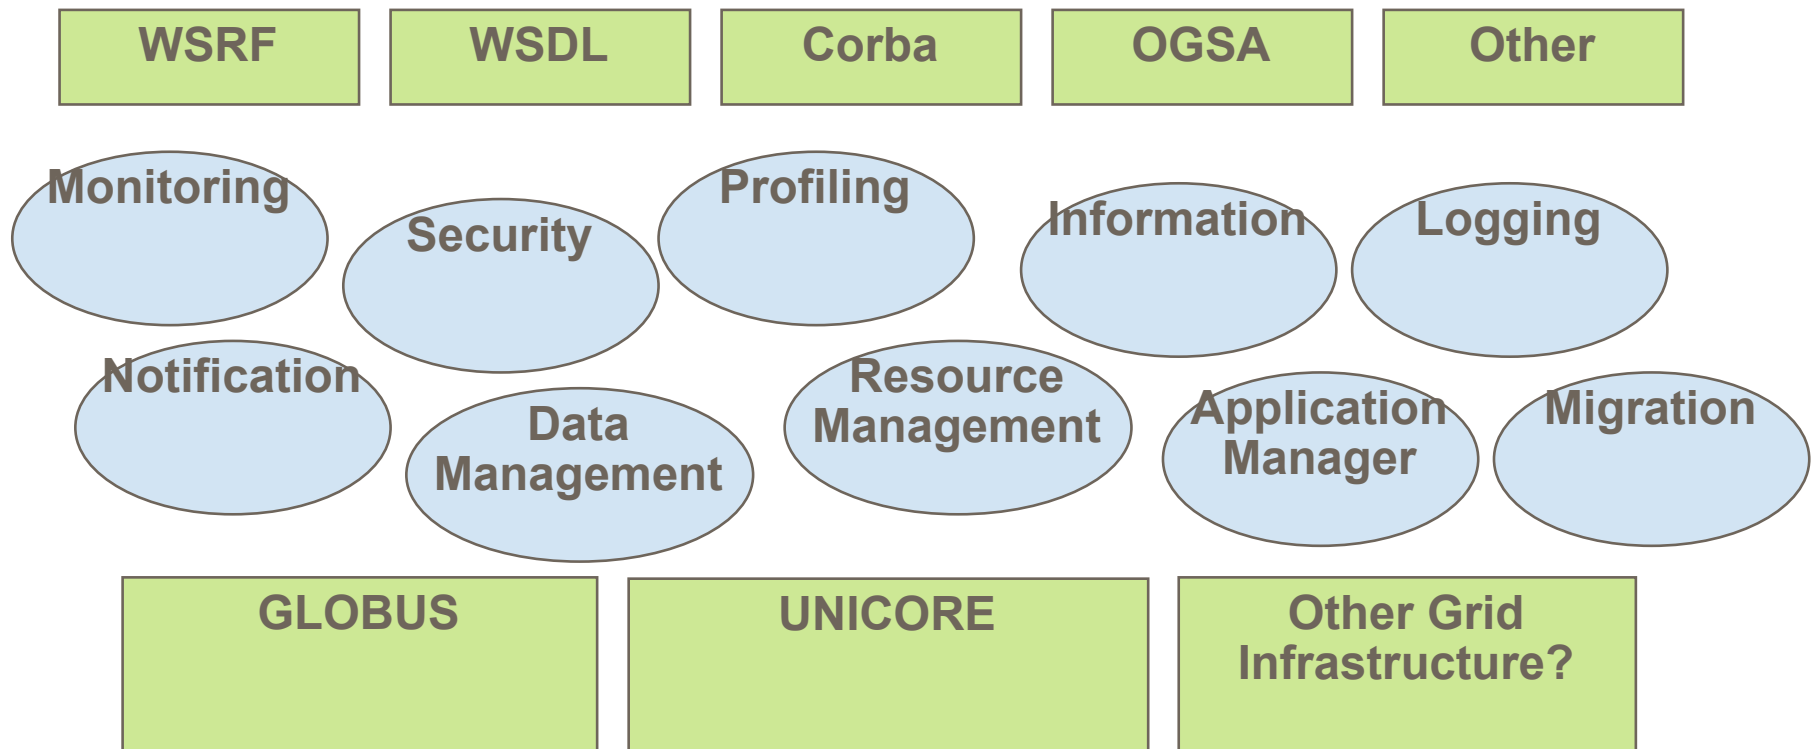 WSRF
WSDL
Corba
OGSA
Other
Monitoring
Security
Profiling
Information
Logging
Notification
Data
Management
Resource
Management
Application
Manager
Migration
GLOBUS
UNICORE
Other Grid
Infrastructure?